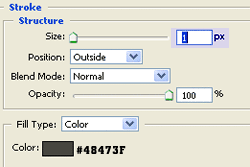 Stroke
Structure
Size: 1 px
Position: Outside
Blend Mode: Normal
Opacity: 100 %
Fill Type: Color
Color: #48473F